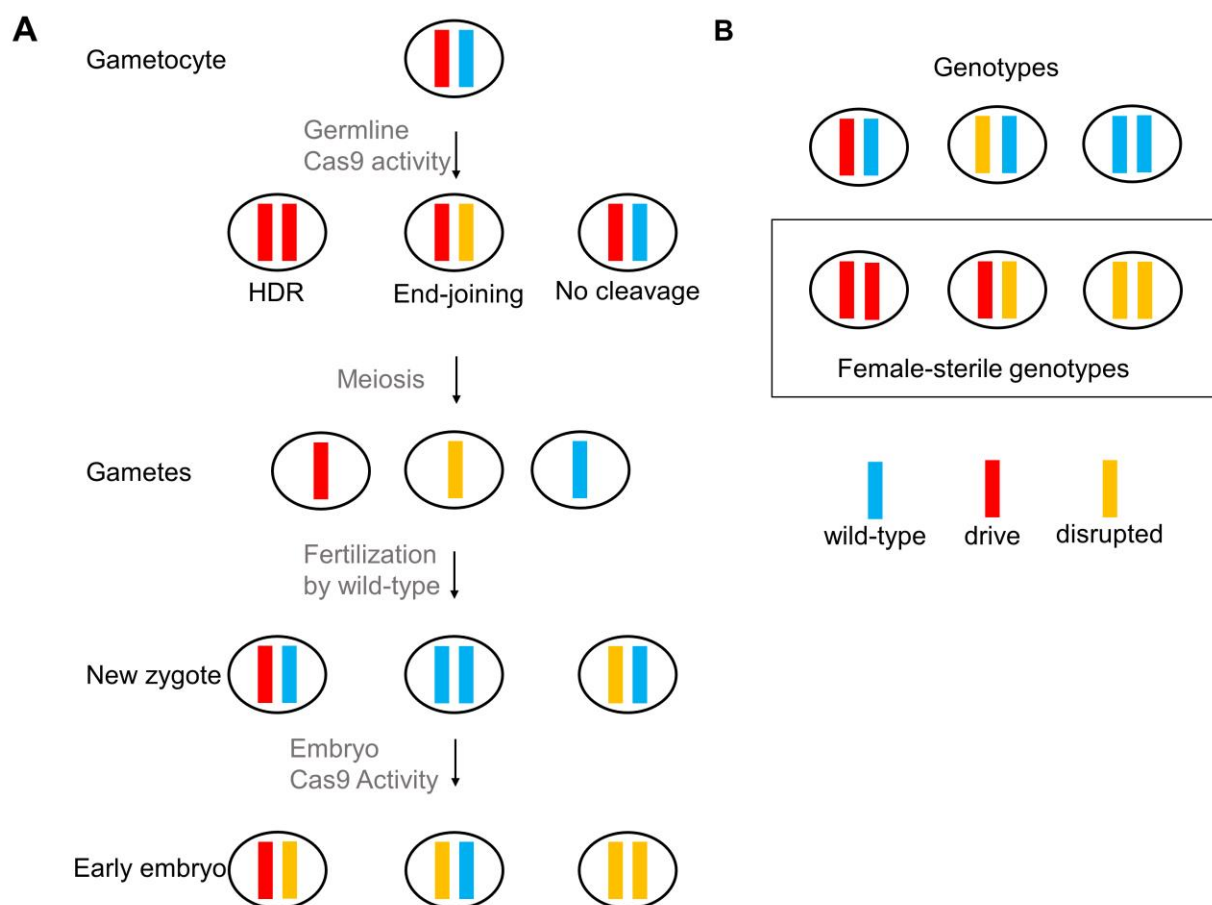 A
Gametocyte
Germline
Cas9 activity
HDR
End-joining
No cleavage
Meiosis
Gametes
Fertilization
by wild-type
New zygote
Embryo
Cas9 Activity
Early embryo
B
Genotypes
Female-sterile genotypes
wild-type
drive
disrupted